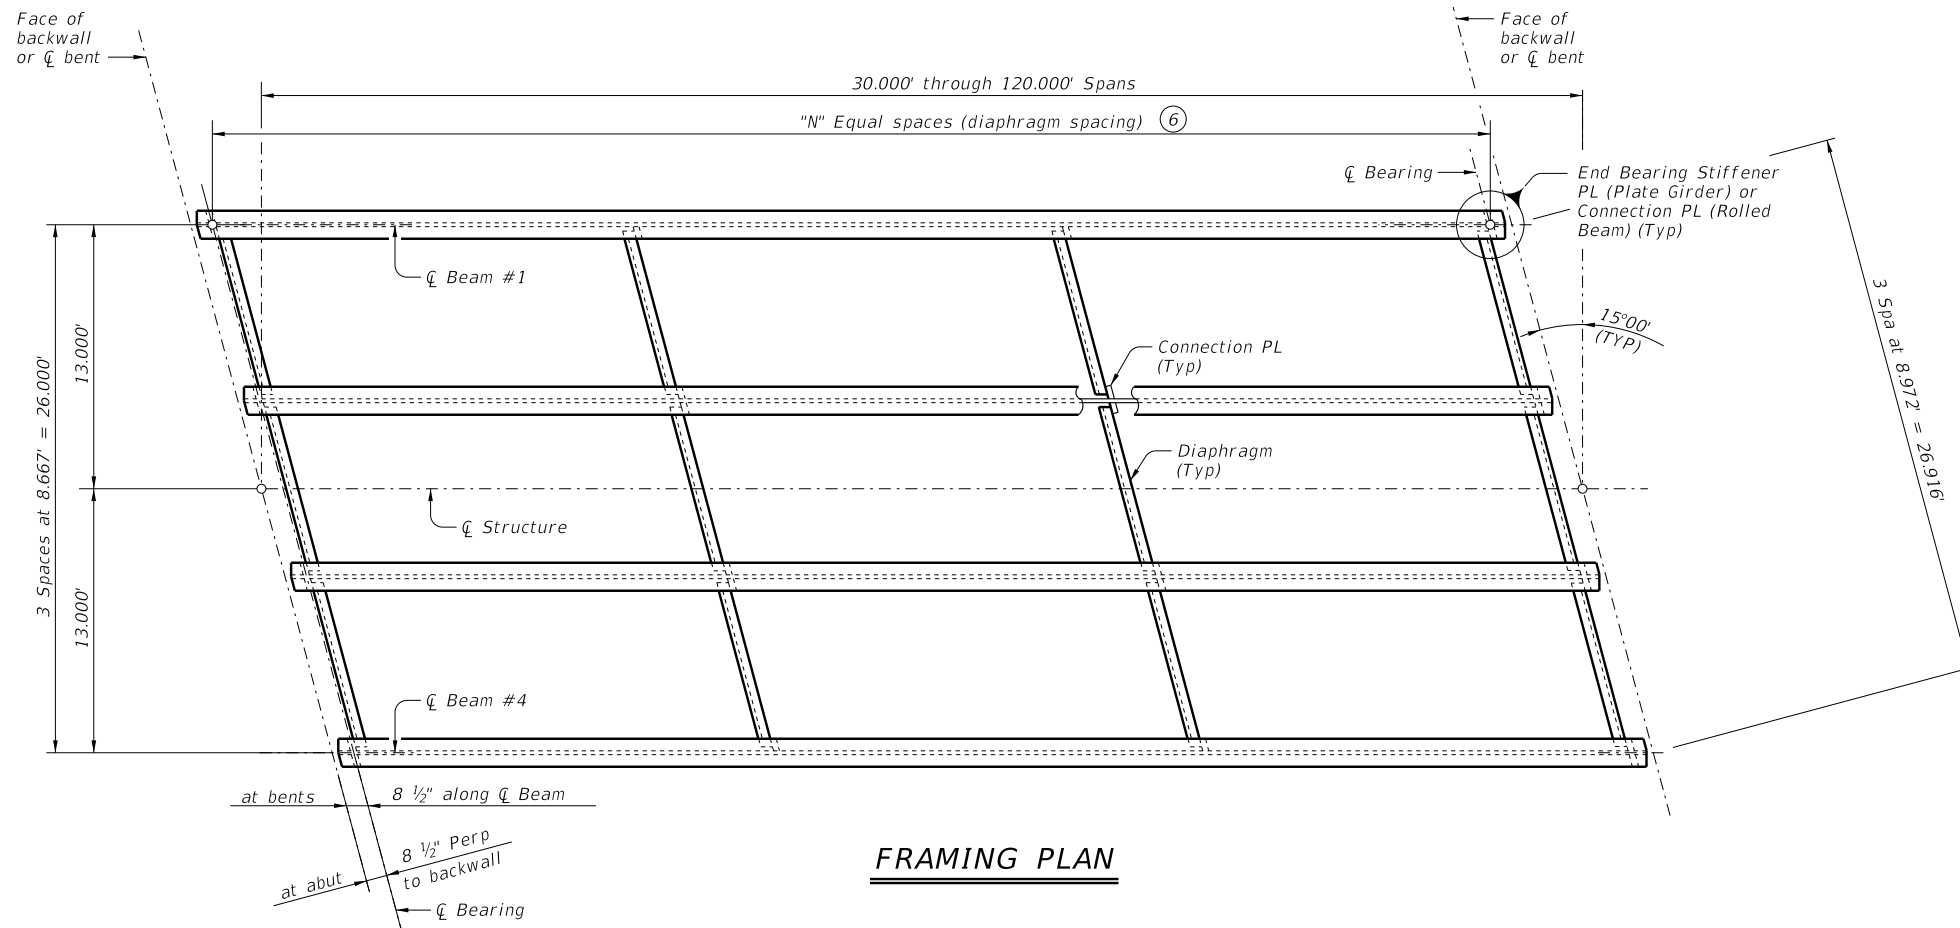 Face of
backwall
or ℄ bent
Face of
backwall
or ℄ bent
30.000' through 120.000' Spans
"N" Equal spaces (diaphragm spacing) 6
℄ Bearing
End Bearing Stiffener
PL (Plate Girder) or
Connection PL (Rolled
Beam) (Typ)
℄ Beam #1
15°00'
(TYP)
3 Spa at 8.972' = 26.916'
3 Spaces at 8.667' = 26.000'
13.000'
13.000'
Connection PL
(Typ)
Diaphragm
(Typ)
℄ Structure
℄ Beam #4
at bents
8 ½" along ℄ Beam
at abut
8 ½" Perp
to backwall
℄ Bearing
FRAMING PLAN